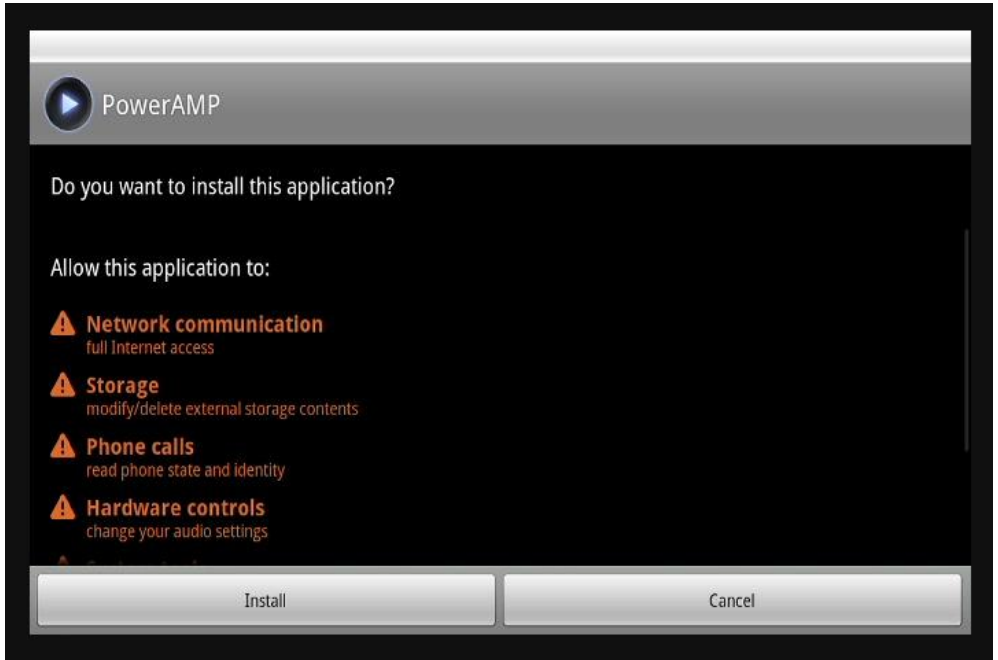 PowerAMP
Do you want to install this application?
Allow this application to:
Network communication
full Internet access
Storage
modify/delete external storage contents
Phone calls
read phone state and identity
Hardware controls
change your audio settings
Install
Cancel